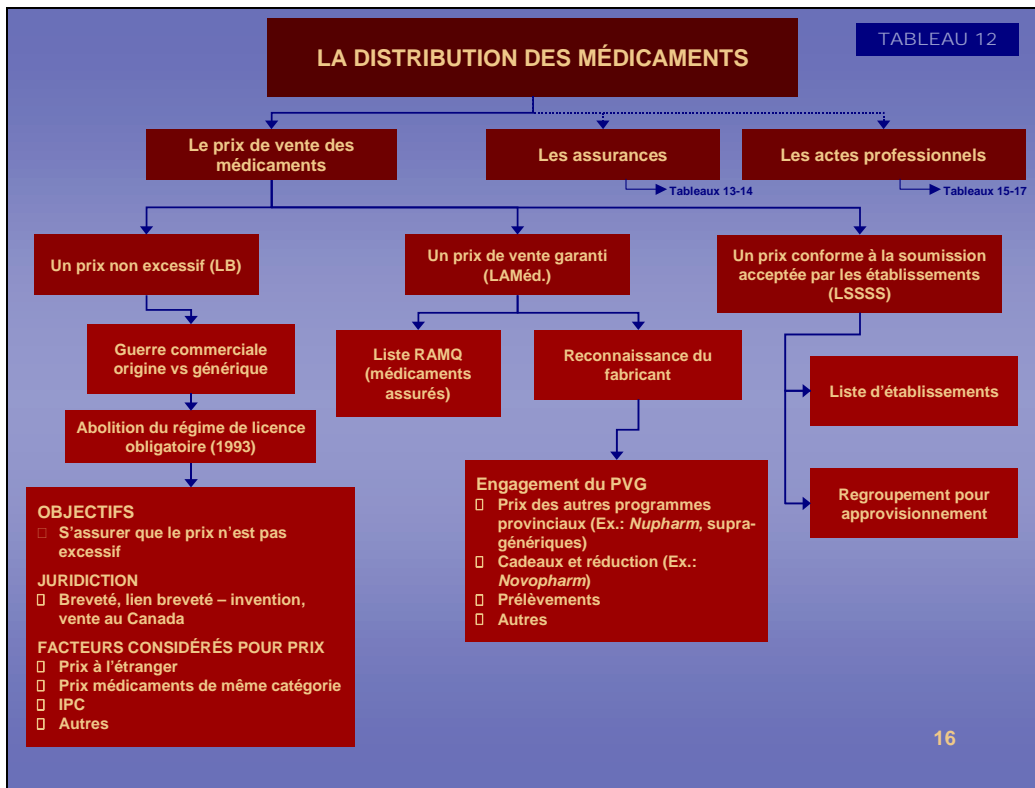 TABLEAU 12
LA DISTRIBUTION DES MÉDICAMENTS
Le prix de vente des
médicaments
Les assurances
Les actes professionnels
Tableaux 13-14
Tableaux 15-17
Un prix non excessif (LB)
Un prix de vente garanti
(LAMéd.)
Un prix conforme à la soumission
acceptée par les établissements
(LSSSS)
Guerre commerciale
origine vs générique
Liste RAMQ
(médicaments
assurés)
Reconnaissance du
fabricant
Liste d'établissements
Abolition du régime de licence
obligatoire (1993)
Regroupement pour
approvisionnement
OBJECTIFS
S'assurer que le prix n'est pas
excessif
JURIDICTION
Breveté, lien breveté – invention,
vente au Canada
FACTEURS CONSIDÉRÉS POUR PRIX
Prix à l'étranger
Prix médicaments de même catégorie
IPC
Autres
Engagement du PVG
Prix des autres programmes
provinciaux (Ex.: Nupharm, supra-
génériques)
Cadeaux et réduction (Ex.:
Novopharm)
Prélèvements
Autres
16